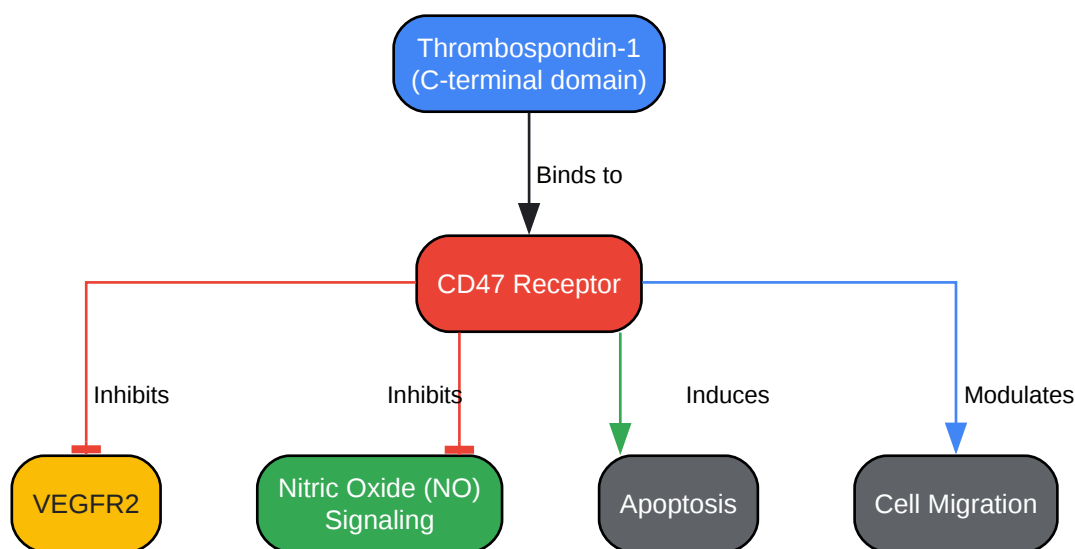 Thrombospondin-1
(C-terminal domain)
Binds to
CD47 Receptor
Inhibits
Inhibits
Induces
Modulates
VEGFR2
Nitric Oxide (NO)
Signaling
Apoptosis
Cell Migration